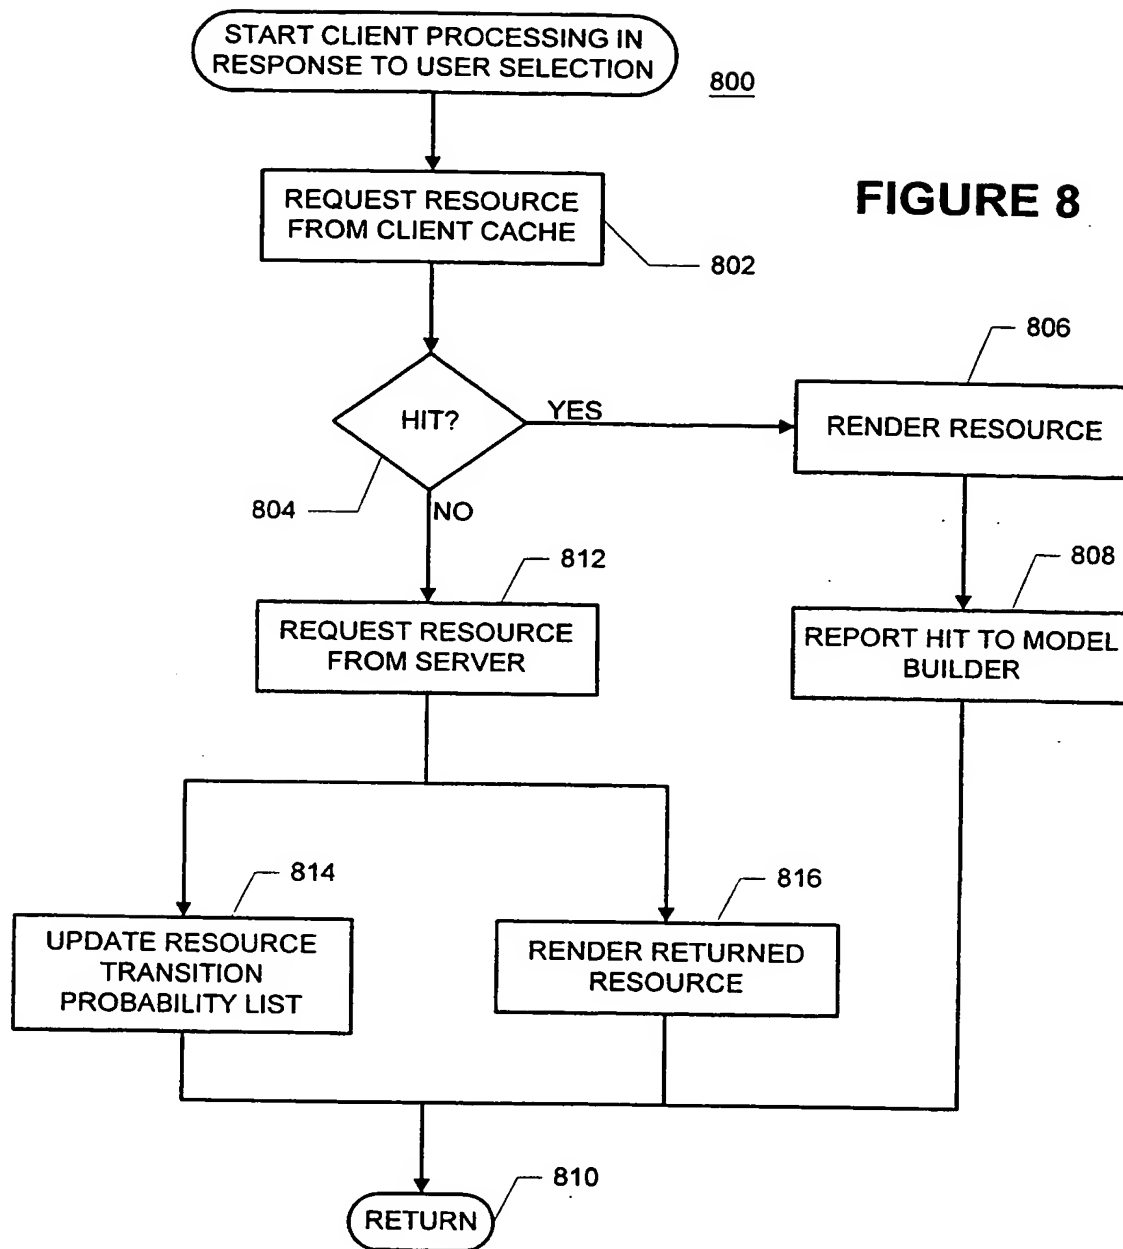 START CLIENT PROCESSING IN
RESPONSE TO USER SELECTION
800
REQUEST RESOURCE
FROM CLIENT CACHE
802
FIGURE 8
806
HIT?
YES
RENDER RESOURCE
804
NO
812
808
REQUEST RESOURCE
FROM SERVER
REPORT HIT TO MODEL
BUILDER
814
816
UPDATE RESOURCE
TRANSITION
PROBABILITY LIST
RENDER RETURNED
RESOURCE
810
RETURN